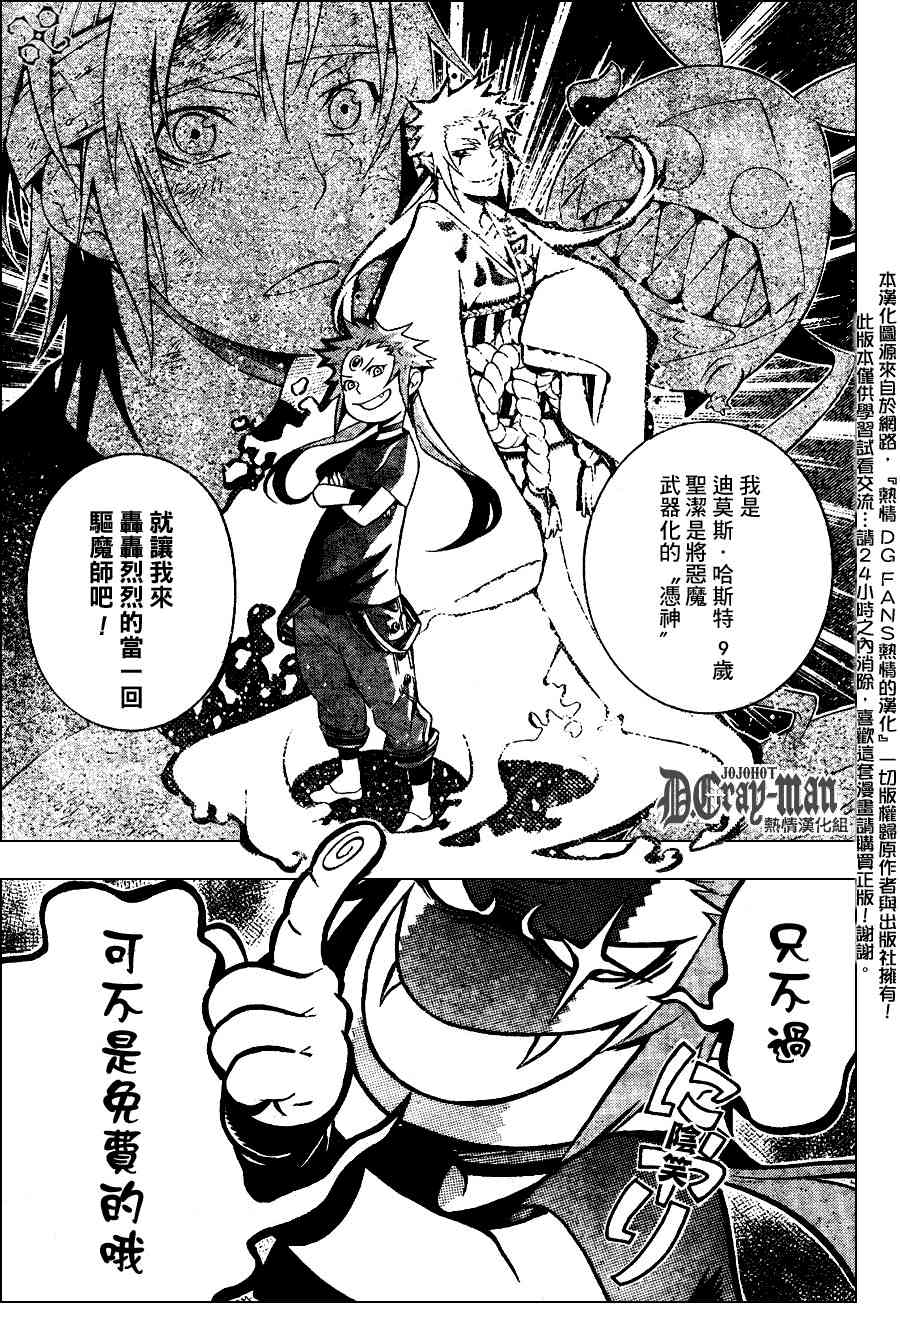 我是
迪莫斯·哈斯特 9歲
聖潔是將惡魔
武器化的〝憑神〞
就讓我來
轟轟烈烈的當一回
驅魔師吧!
JOJOHOT
D.Gray-man
熱情漢化組
只不過
にやり
陰笑
可不是免費的哦
本漢化圖源來自於網路.『熱情DG FANS熱情的漢化』一切版權歸原作者與出版社擁有!
此版本僅供學習試看交流…請24小時之內消除.喜歡這套漫畫請購買正版!謝謝。